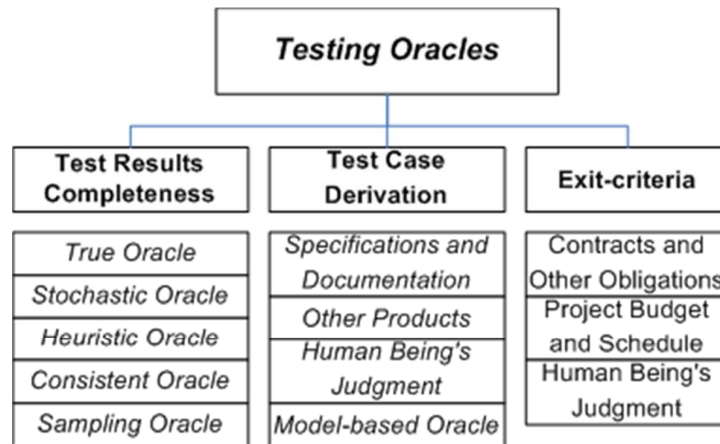 Testing Oracles
Test Results
Completeness
True Oracle
Stochastic Oracle
Heuristic Oracle
Consistent Oracle
Sampling Oracle
Test Case
Derivation
Specifications and
Documentation
Other Products
Human Being's
Judgment
Model-based Oracle
Exit-criteria
Contracts and
Other Obligations
Project Budget
and Schedule
Human Being's
Judgment